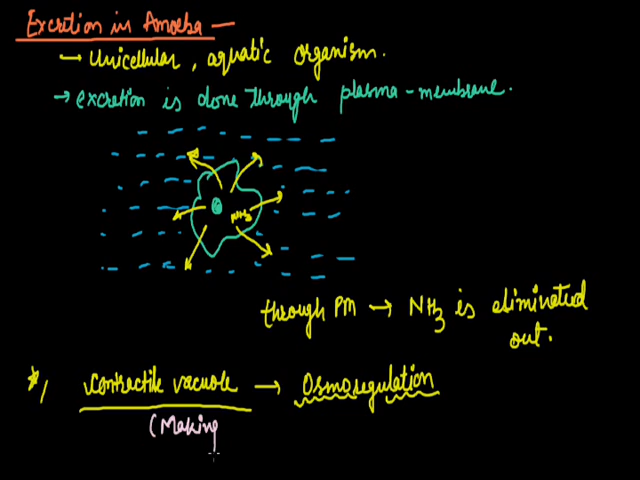 Excretion in Amoeba —
→ Unicellular, aquatic organism.
→ excretion is done through plasma-membrane.
NH3
through PM → NH3 is eliminated
out.
*, Contractile vacuole → Osmoregulation
(Making